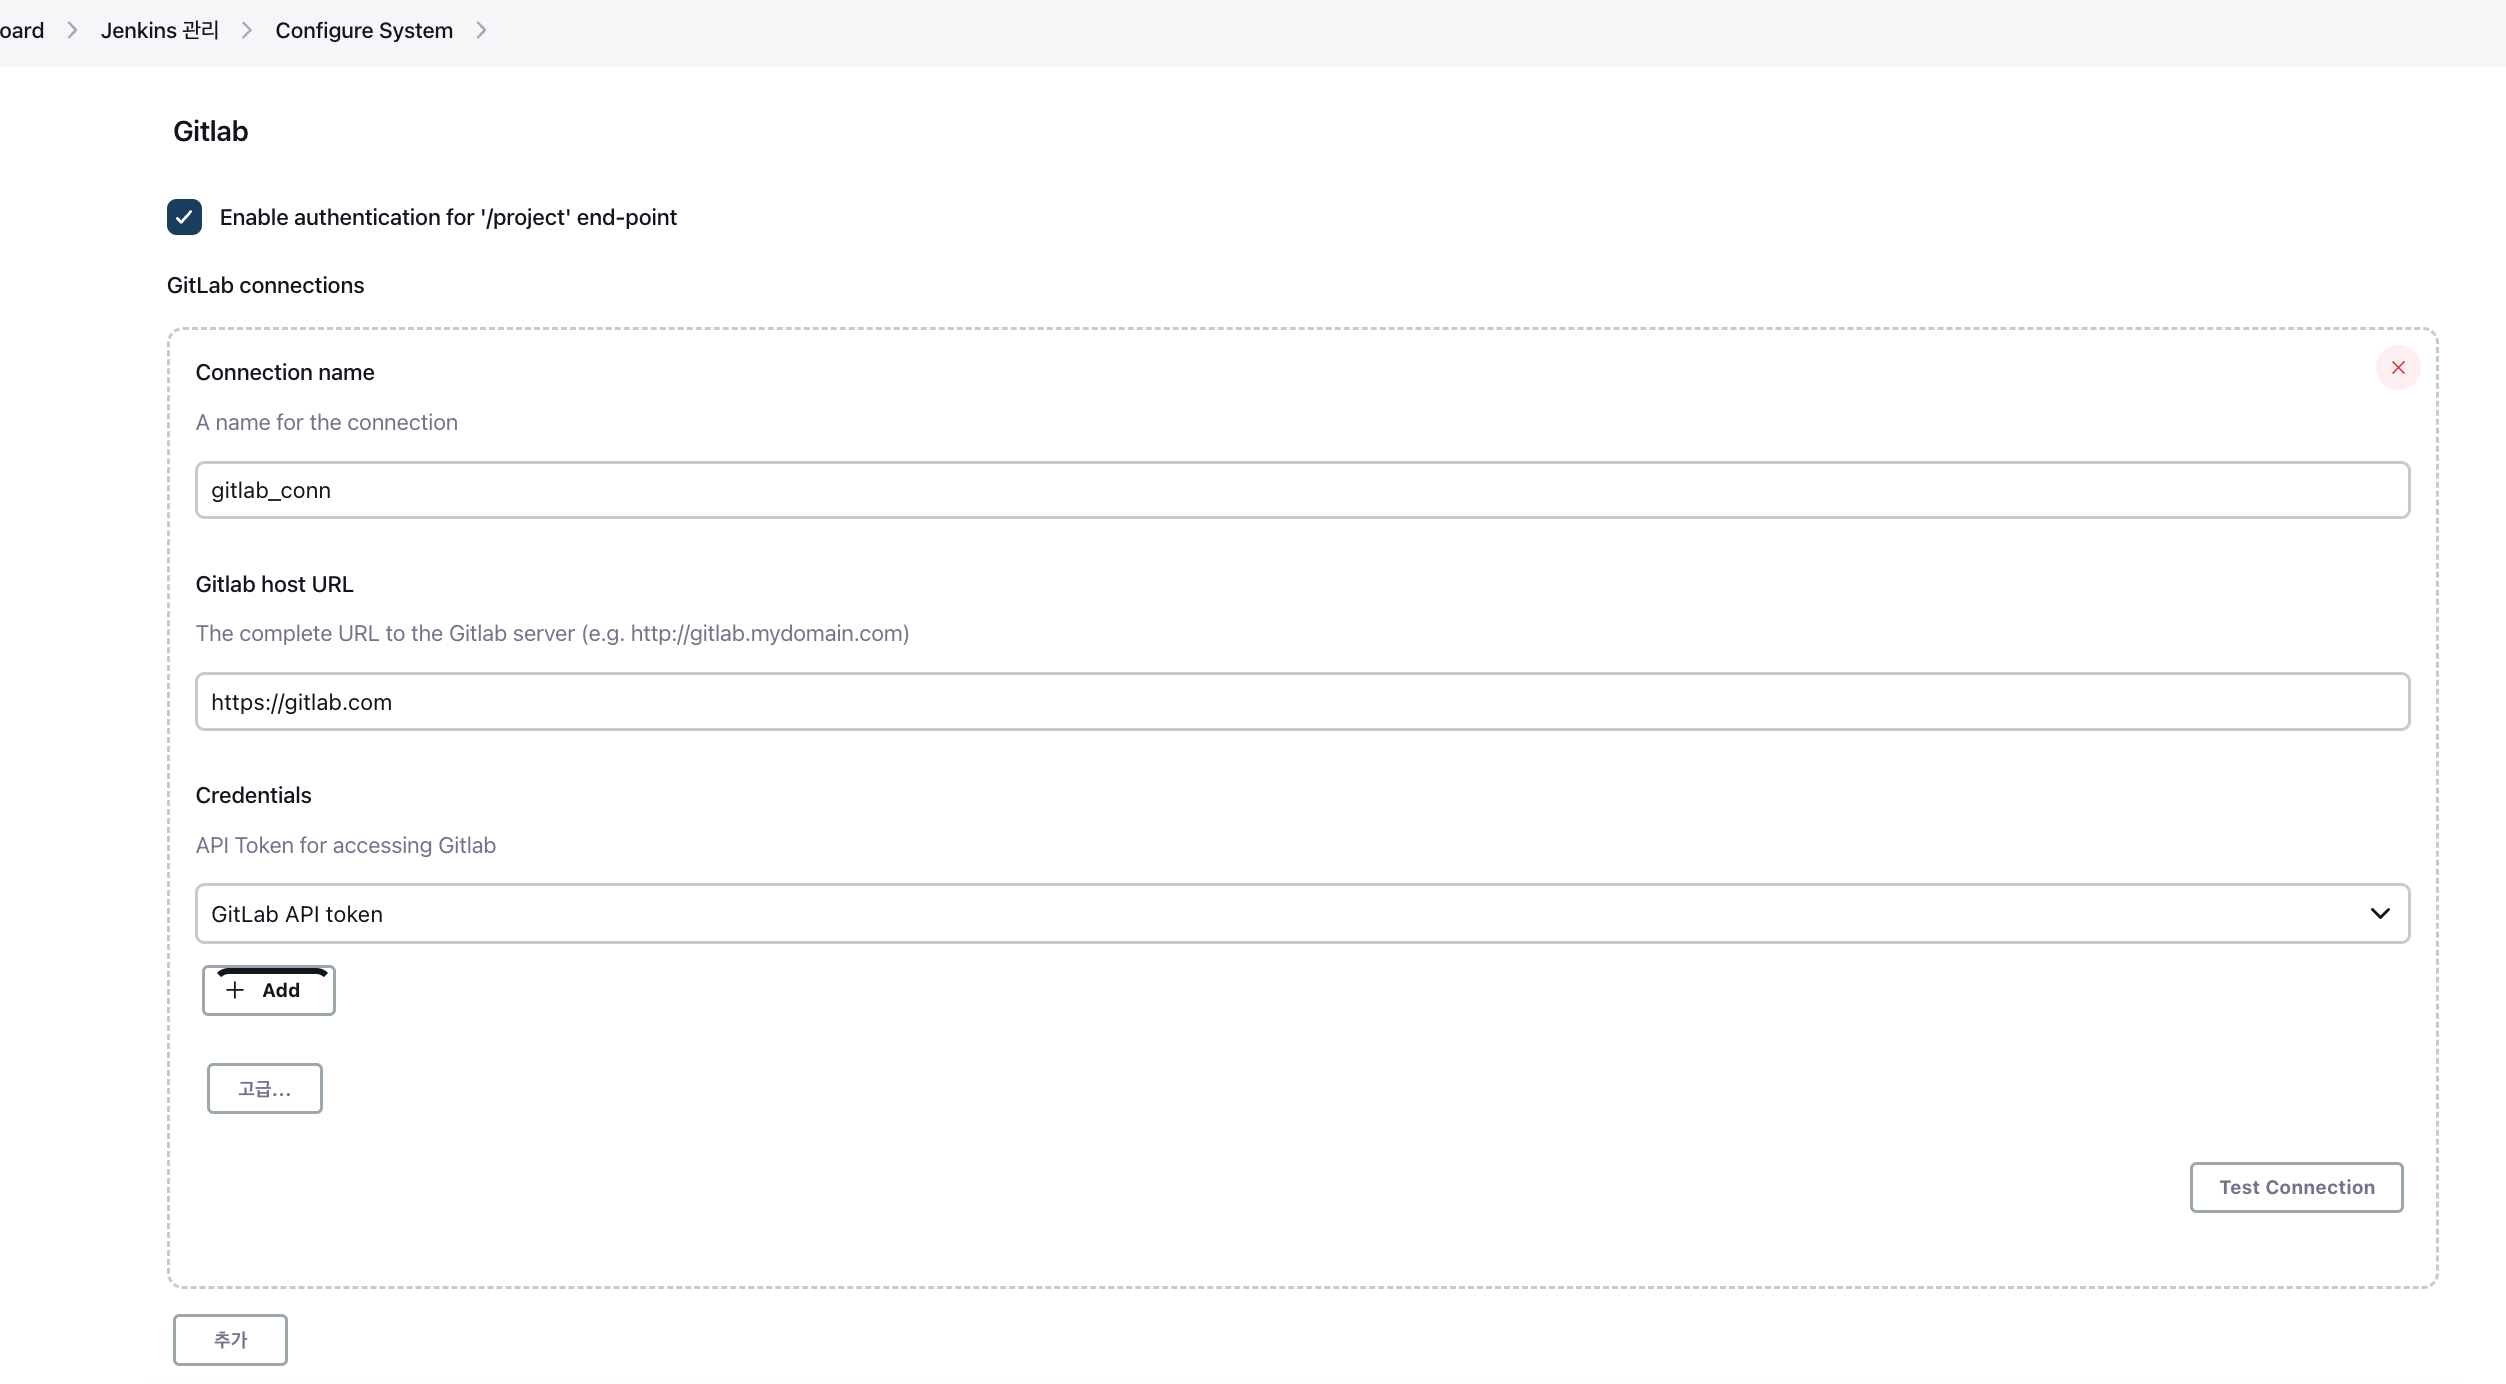 oard > Jenkins 관리 > Configure System >
Gitlab
Enable authentication for '/project' end-point
GitLab connections
Connection name
A name for the connection
gitlab_conn
Gitlab host URL
The complete URL to the Gitlab server (e.g. http://gitlab.mydomain.com)
https://gitlab.com
Credentials
API Token for accessing Gitlab
GitLab API token
+ Add
고급...
Test Connection
추가